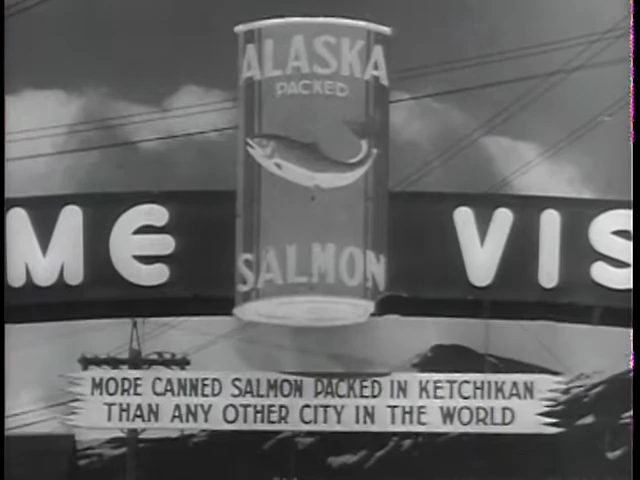 ALASKA
PACKED
SALMON
ME VIS
MORE CANNED SALMON PACKED IN KETCHIKAN
THAN ANY OTHER CITY IN THE WORLD